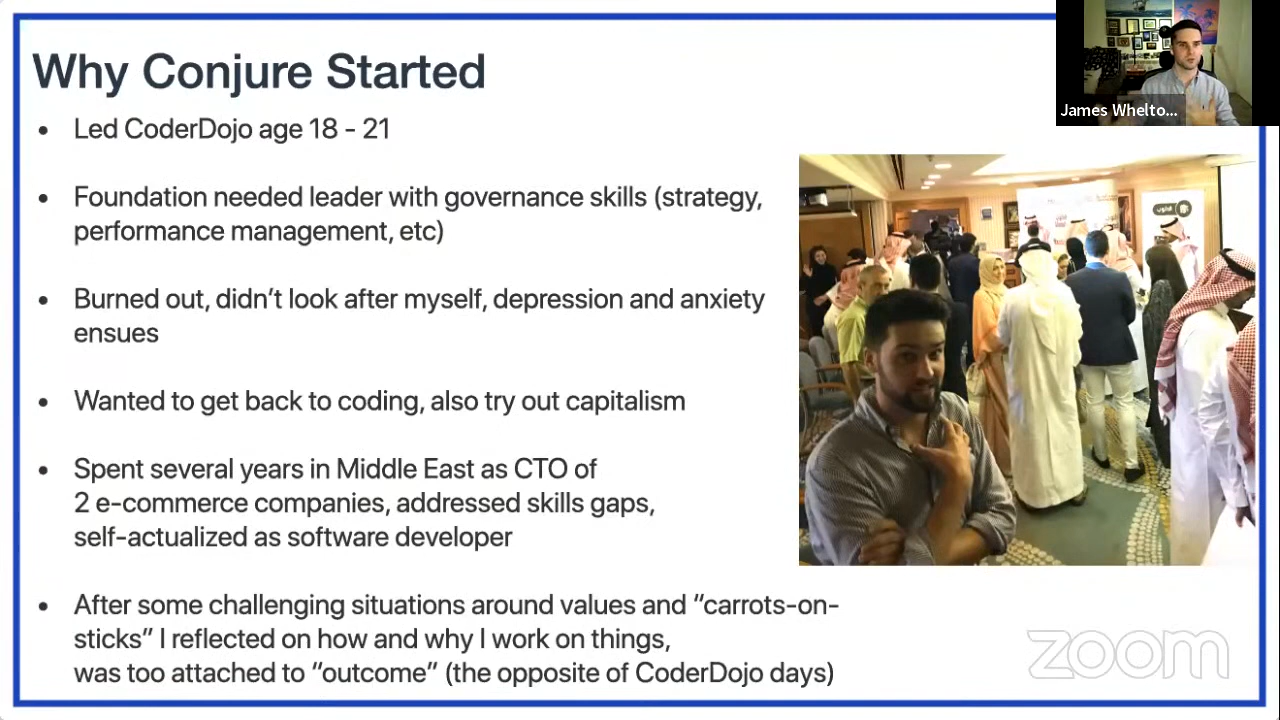 Why Conjure Started
James Whelto...
• Led CoderDojo age 18 - 21
• Foundation needed leader with governance skills (strategy,
performance management, etc)
• Burned out, didn’t look after myself, depression and anxiety
ensues
• Wanted to get back to coding, also try out capitalism
• Spent several years in Middle East as CTO of
2 e-commerce companies, addressed skills gaps,
self-actualized as software developer
• After some challenging situations around values and “carrots-on-
sticks” I reflected on how and why I work on things,
was too attached to “outcome” (the opposite of CoderDojo days)
zoom